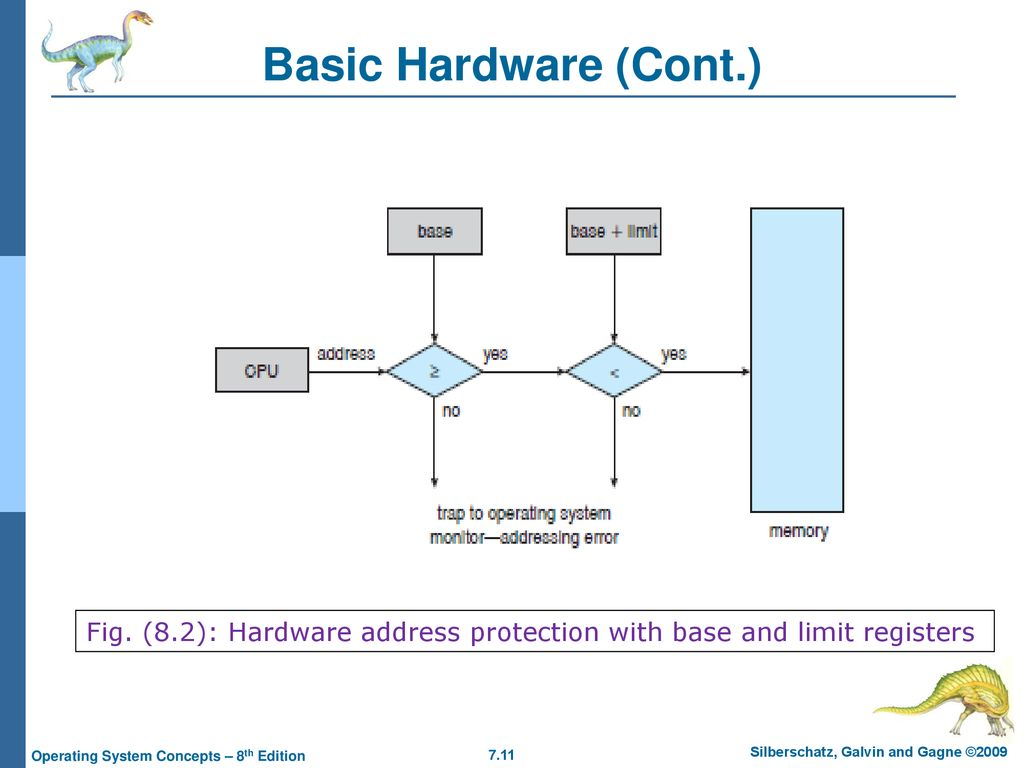 Basic Hardware (Cont.)
base
base + limit
CPU
address
≥
yes
<
yes
no
no
trap to operating system
monitor—addressing error
memory
Fig. (8.2): Hardware address protection with base and limit registers
Operating System Concepts – 8th Edition
7.11
Silberschatz, Galvin and Gagne ©2009